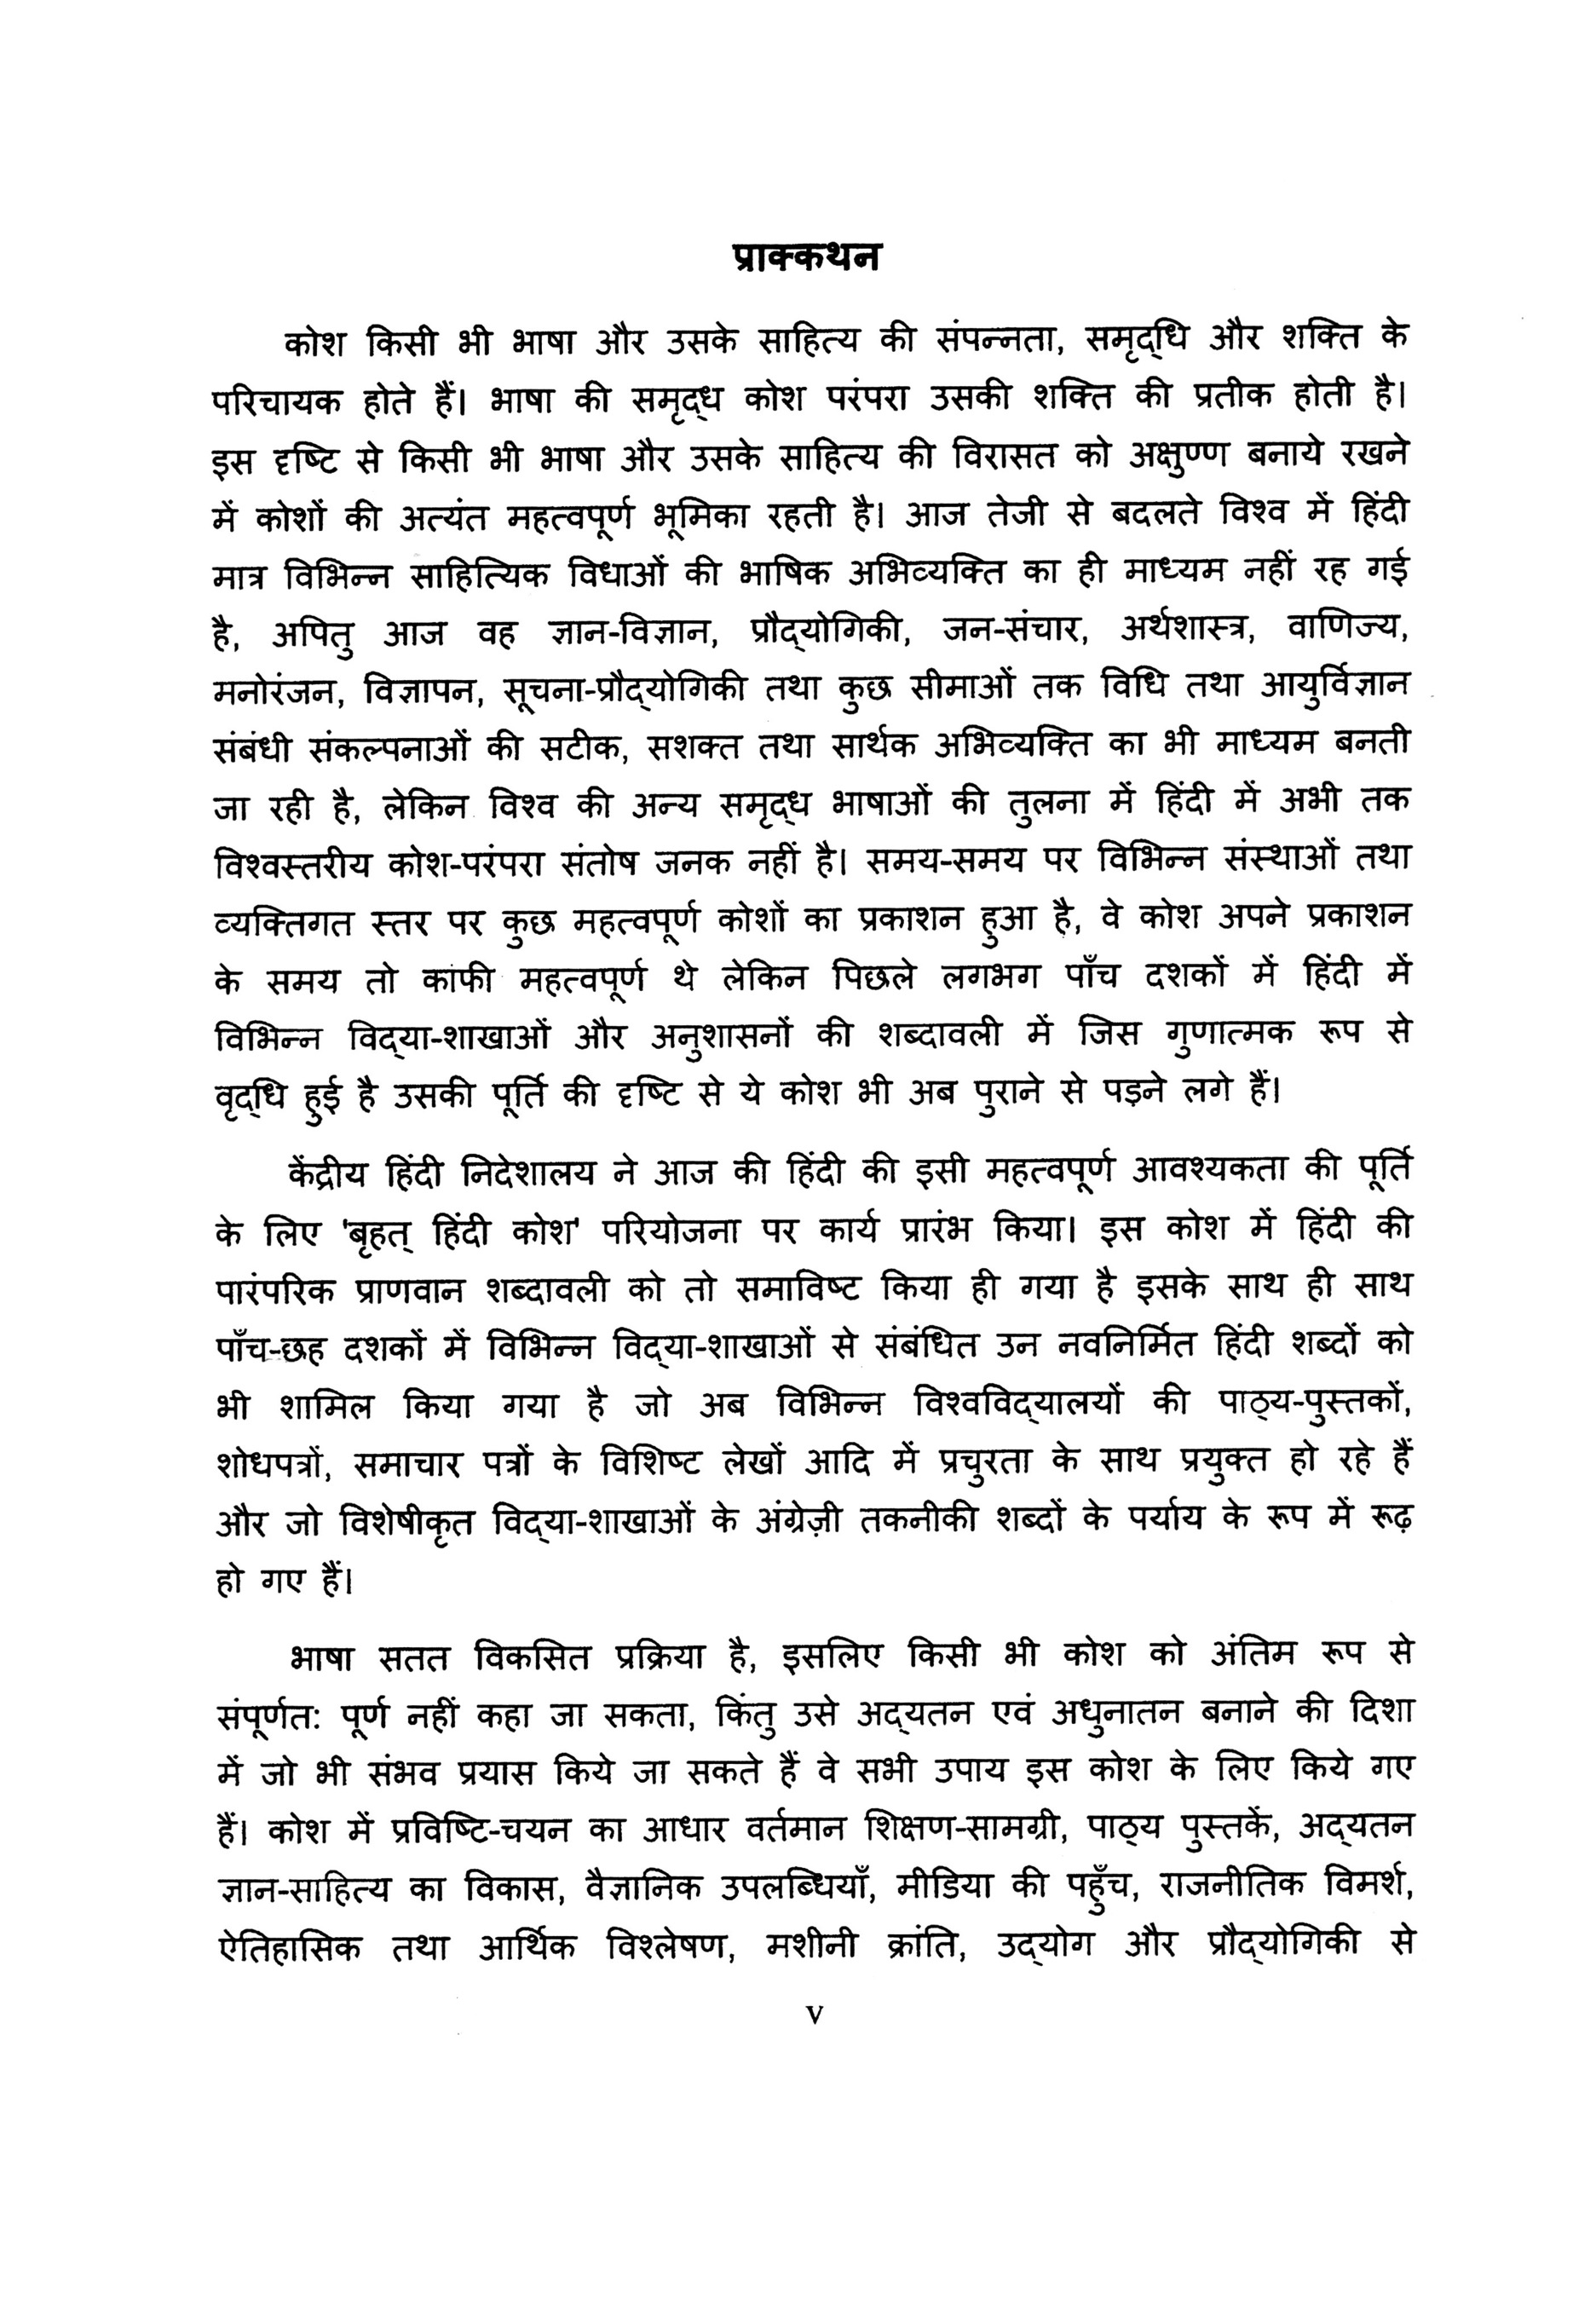 प्राक्कथन
कोश किसी भी भाषा और उसके साहित्य की संपन्नता, समृद्‌धि और शक्ति के
परिचायक होते हैं। भाषा की समृद्‌ध कोश परंपरा उसकी शक्ति की प्रतीक होती है।
इस दृष्टि से किसी भी भाषा और उसके साहित्य की विरासत को अक्षुण्ण बनाये रखने
में कोशों की अत्यंत महत्वपूर्ण भूमिका रहती है। आज तेजी से बदलते विश्व में हिंदी
मात्र विभिन्न साहित्यिक विधाओं की भाषिक अभिव्यक्ति का ही माध्यम नहीं रह गई
है, अपितु आज वह ज्ञान-विज्ञान, प्रौद्‌योगिकी, जन-संचार, अर्थशास्त्र, वाणिज्य,
मनोरंजन, विज्ञापन, सूचना-प्रौद्‌योगिकी तथा कुछ सीमाओं तक विधि तथा आयुर्विज्ञान
संबंधी संकल्पनाओं की सटीक, सशक्त तथा सार्थक अभिव्यक्ति का भी माध्यम बनती
जा रही है, लेकिन विश्व की अन्य समृद्‌ध भाषाओं की तुलना में हिंदी में अभी तक
विश्वस्तरीय कोश-परंपरा संतोष जनक नहीं है। समय-समय पर विभिन्न संस्थाओं तथा
व्यक्तिगत स्तर पर कुछ महत्वपूर्ण कोशों का प्रकाशन हुआ है, वे कोश अपने प्रकाशन
के समय तो काफी महत्वपूर्ण थे लेकिन पिछले लगभग पाँच दशकों में हिंदी में
विभिन्न विद्‌या-शाखाओं और अनुशासनों की शब्दावली में जिस गुणात्मक रूप से
वृद्‌धि हुई है उसकी पूर्ति की दृष्टि से ये कोश भी अब पुराने से पड़ने लगे हैं।
केंद्रीय हिंदी निदेशालय ने आज की हिंदी की इसी महत्वपूर्ण आवश्यकता की पूर्ति
के लिए 'बृहत् हिंदी कोश' परियोजना पर कार्य प्रारंभ किया। इस कोश में हिंदी की
पारंपरिक प्राणवान शब्दावली को तो समाविष्ट किया ही गया है इसके साथ ही साथ
पाँच-छह दशकों में विभिन्न विद्‌या-शाखाओं से संबंधित उन नवनिर्मित हिंदी शब्दों को
भी शामिल किया गया है जो अब विभिन्न विश्वविद्‌यालयों की पाठ्य-पुस्तकों,
शोधपत्रों, समाचार पत्रों के विशिष्ट लेखों आदि में प्रचुरता के साथ प्रयुक्त हो रहे हैं
और जो विशेषीकृत विद्‌या-शाखाओं के अंग्रेज़ी तकनीकी शब्दों के पर्याय के रूप में रूढ़
हो गए हैं।
भाषा सतत विकसित प्रक्रिया है, इसलिए किसी भी कोश को अंतिम रूप से
संपूर्णत: पूर्ण नहीं कहा जा सकता, किंतु उसे अद्‌यतन एवं अधुनातन बनाने की दिशा
में जो भी संभव प्रयास किये जा सकते हैं वे सभी उपाय इस कोश के लिए किये गए
हैं। कोश में प्रविष्टि-चयन का आधार वर्तमान शिक्षण-सामग्री, पाठ्य पुस्तकें, अद्‌यतन
ज्ञान-साहित्य का विकास, वैज्ञानिक उपलब्धियाँ, मीडिया की पहुँच, राजनीतिक विमर्श,
ऐतिहासिक तथा आर्थिक विश्लेषण, मशीनी क्रांति, उद्‌योग और प्रौद्‌योगिकी से
v